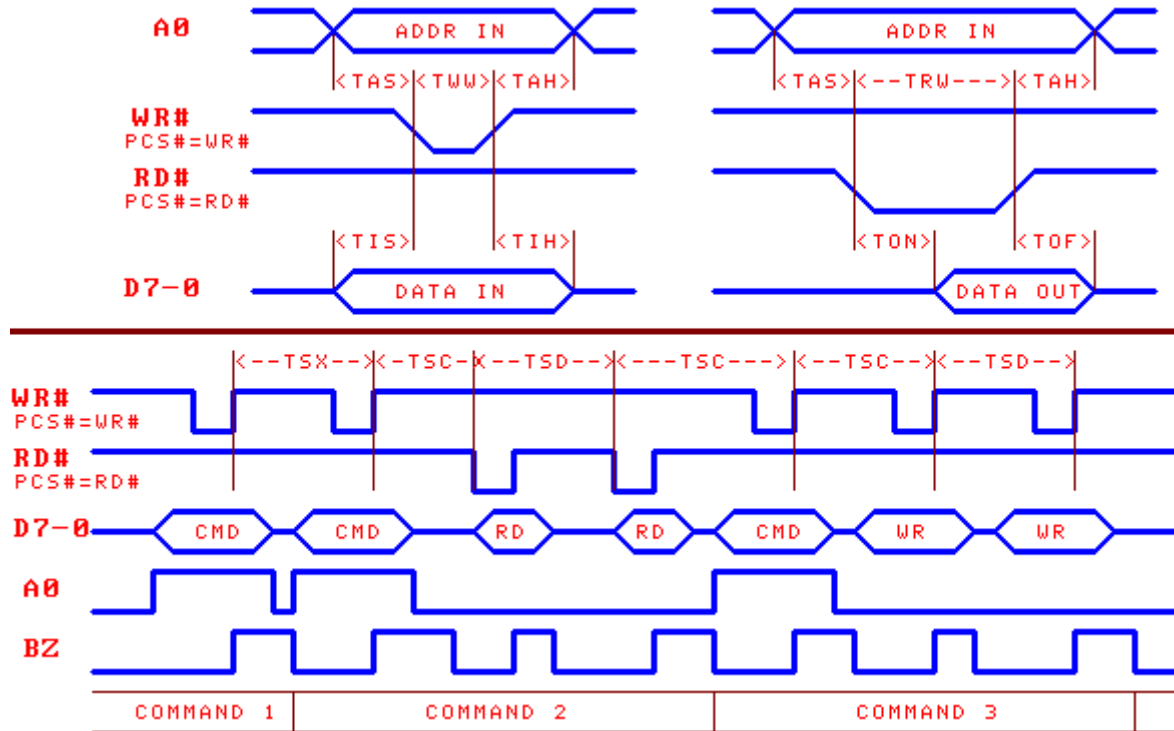 A0 ADDR IN ADDR IN
<TAS><TWW><TAH> <TAS><--TRW---><TAH>
WR#
PCS#=WR#
RD#
PCS#=RD#
<TIS> <TIH> <TON> <TOF>
D7-0 DATA IN DATA OUT
<--TSX--><-TSC-><--TSD--><---TSC---><--TSC--><--TSD-->
WR#
PCS#=WR#
RD#
PCS#=RD#
D7-0 CMD CMD RD RD CMD WR WR
A0
BZ
COMMAND 1 COMMAND 2 COMMAND 3